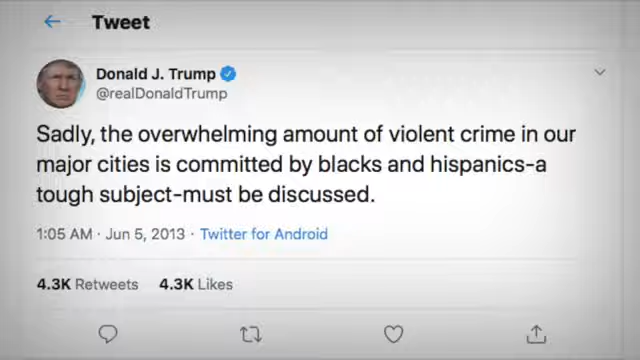 Tweet
Donald J. Trump
@realDonaldTrump
Sadly, the overwhelming amount of violent crime in our
major cities is committed by blacks and hispanics-a
tough subject-must be discussed.
1:05 AM · Jun 5, 2013 · Twitter for Android
4.3K Retweets 4.3K Likes